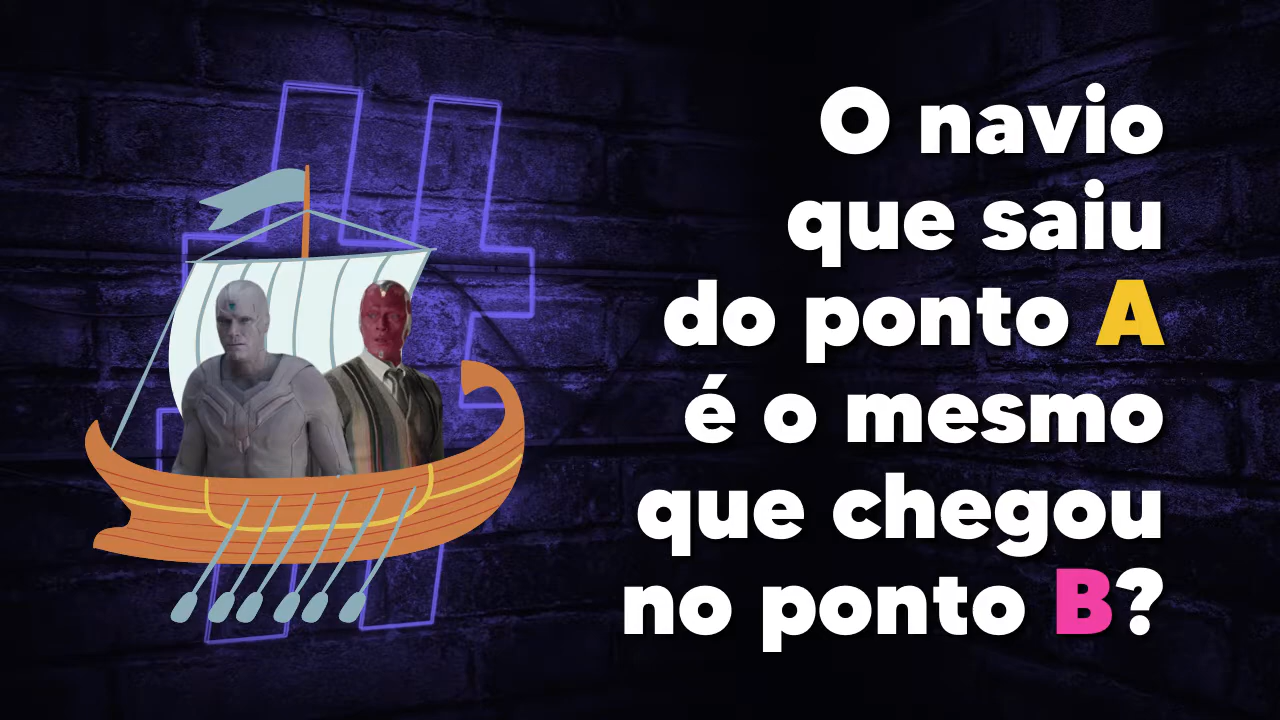 O navio
que saiu
do ponto A
é o mesmo
que chegou
no ponto B?